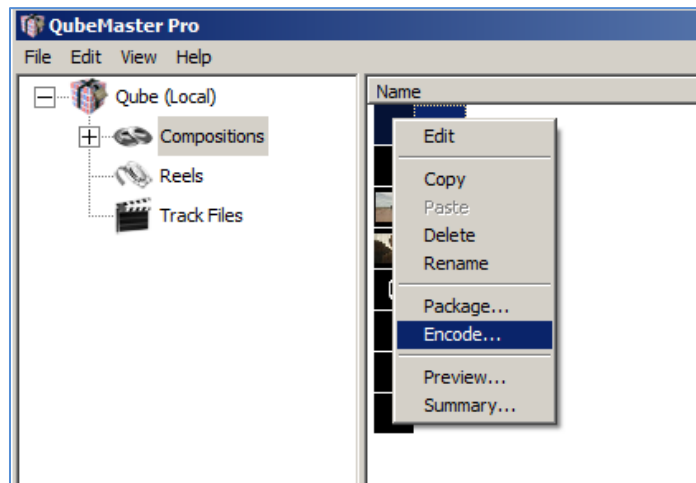 QubeMaster Pro
File Edit View Help
Qube (Local)
Compositions
Reels
Track Files
Name
Edit
Copy
Paste
Delete
Rename
Package...
Encode...
Preview...
Summary...